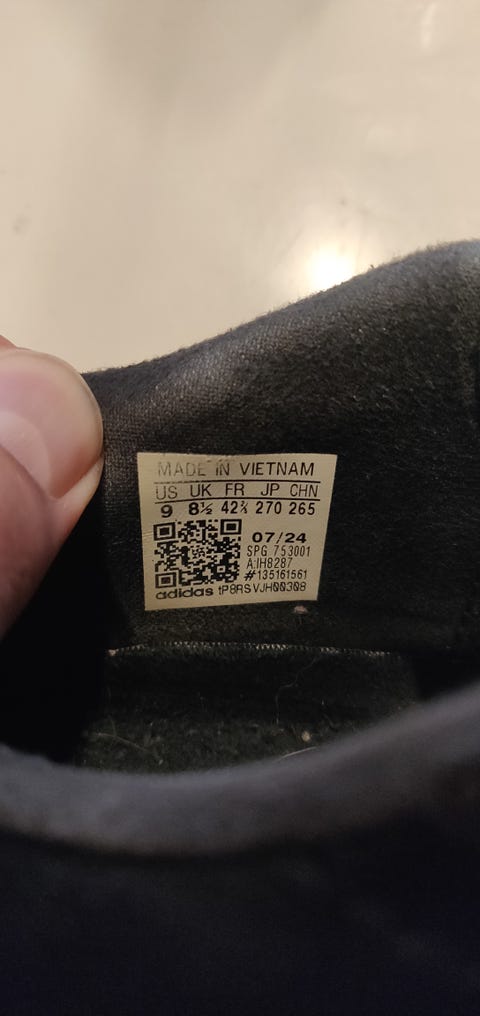 MADE IN VIETNAM
US UK FR JP CHN
9 8½ 42⅔ 270 265
07/24
SPG 753001
A:IH8287
#135161561
adidas tP8RSVJH00308